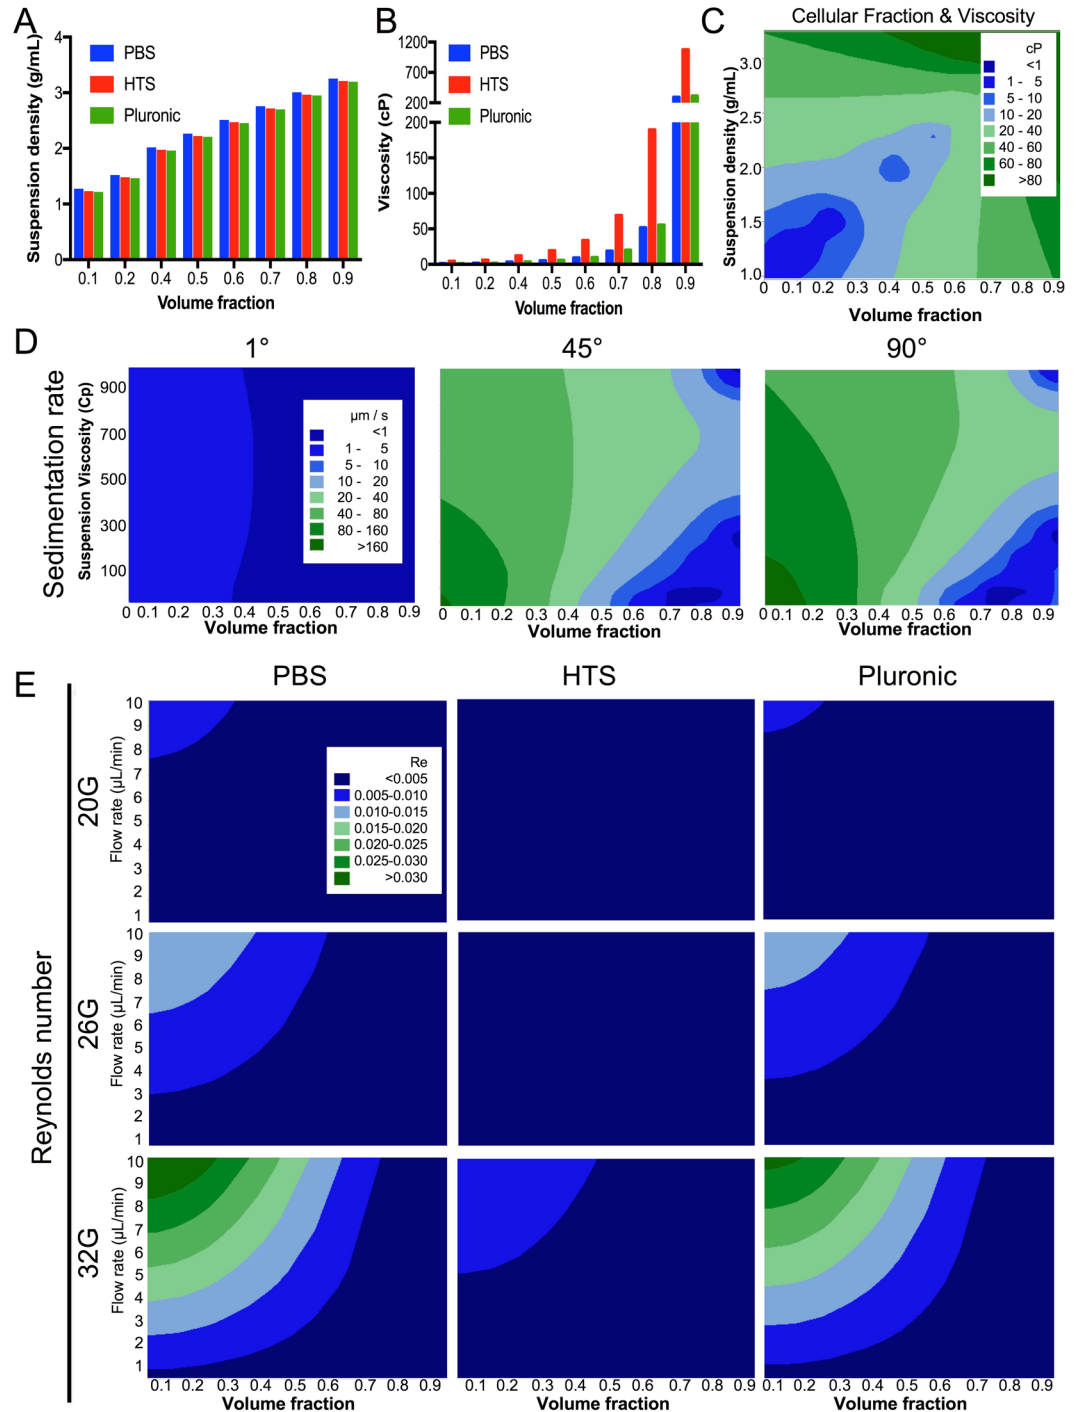 A
Suspension density (g/mL)
4
3
2
1
0
PBS
HTS
Pluronic
0.1 0.2 0.4 0.5 0.6 0.7 0.8 0.9
Volume fraction
B
Viscosity (cP)
1200
700
200
200
150
100
50
0
PBS
HTS
Pluronic
0.1 0.2 0.4 0.5 0.6 0.7 0.8 0.9
Volume fraction
C
Cellular Fraction & Viscosity
Suspension density (g/mL)
3.0
2.5
2.0
1.5
1.0
cP
<1
1 - 5
5 - 10
10 - 20
20 - 40
40 - 60
60 - 80
>80
0 0.1 0.2 0.3 0.4 0.5 0.6 0.7 0.8 0.9
Volume fraction
D
Sedimentation rate
1°
45°
90°
Suspension Viscosity (Cp)
900
700
500
300
100
µm / s
<1
1 - 5
5 - 10
10 - 20
20 - 40
40 - 80
80 - 160
>160
0 0.1 0.2 0.3 0.4 0.5 0.6 0.7 0.8 0.9
Volume fraction
0 0.1 0.2 0.3 0.4 0.5 0.6 0.7 0.8 0.9
Volume fraction
0 0.1 0.2 0.3 0.4 0.5 0.6 0.7 0.8 0.9
Volume fraction
E
PBS
HTS
Pluronic
Reynolds number
20G
Flow rate (µL/min)
10
9
8
7
6
5
4
3
2
1
Re
<0.005
0.005-0.010
0.010-0.015
0.015-0.020
0.020-0.025
0.025-0.030
>0.030
26G
Flow rate (µL/min)
10
9
8
7
6
5
4
3
2
1
32G
Flow rate (µL/min)
10
9
8
7
6
5
4
3
2
1
0.1 0.2 0.3 0.4 0.5 0.6 0.7 0.8 0.9
Volume fraction
0.1 0.2 0.3 0.4 0.5 0.6 0.7 0.8 0.9
Volume fraction
0.1 0.2 0.3 0.4 0.5 0.6 0.7 0.8 0.9
Volume fraction